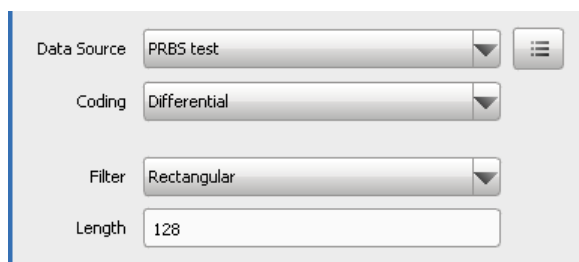 Data Source PRBS test
Coding Differential
Filter Rectangular
Length 128